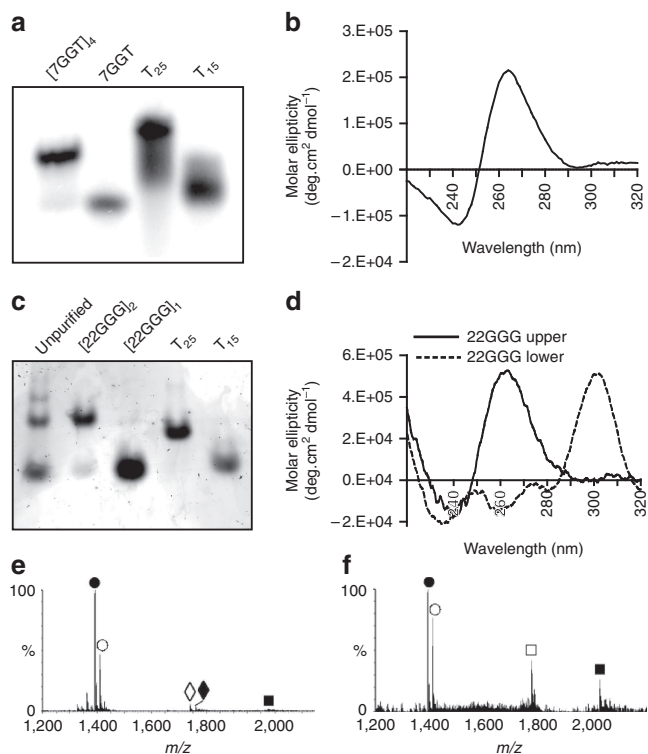 a
[7GGT]4
7GGT
T25
T15
b
Molar ellipticity
(deg.cm2 dmol−1)
3.E+05
2.E+05
1.E+05
0.E+00
−1.E+05
−2.E+04
240
260
280
300
320
Wavelength (nm)
c
Unpurified
[22GGG]2
[22GGG]1
T25
T15
d
22GGG upper
22GGG lower
Molar ellipticity
(deg.cm2 dmol−1)
6.E+05
4.E+05
2.E+04
0.E+00
−2.E+04
240
260
280
300
320
Wavelength (nm)
e
100
%
0
1,200
1,400
1,600
1,800
2,000
m/z
f
100
%
0
1,200
1,400
1,600
1,800
2,000
m/z